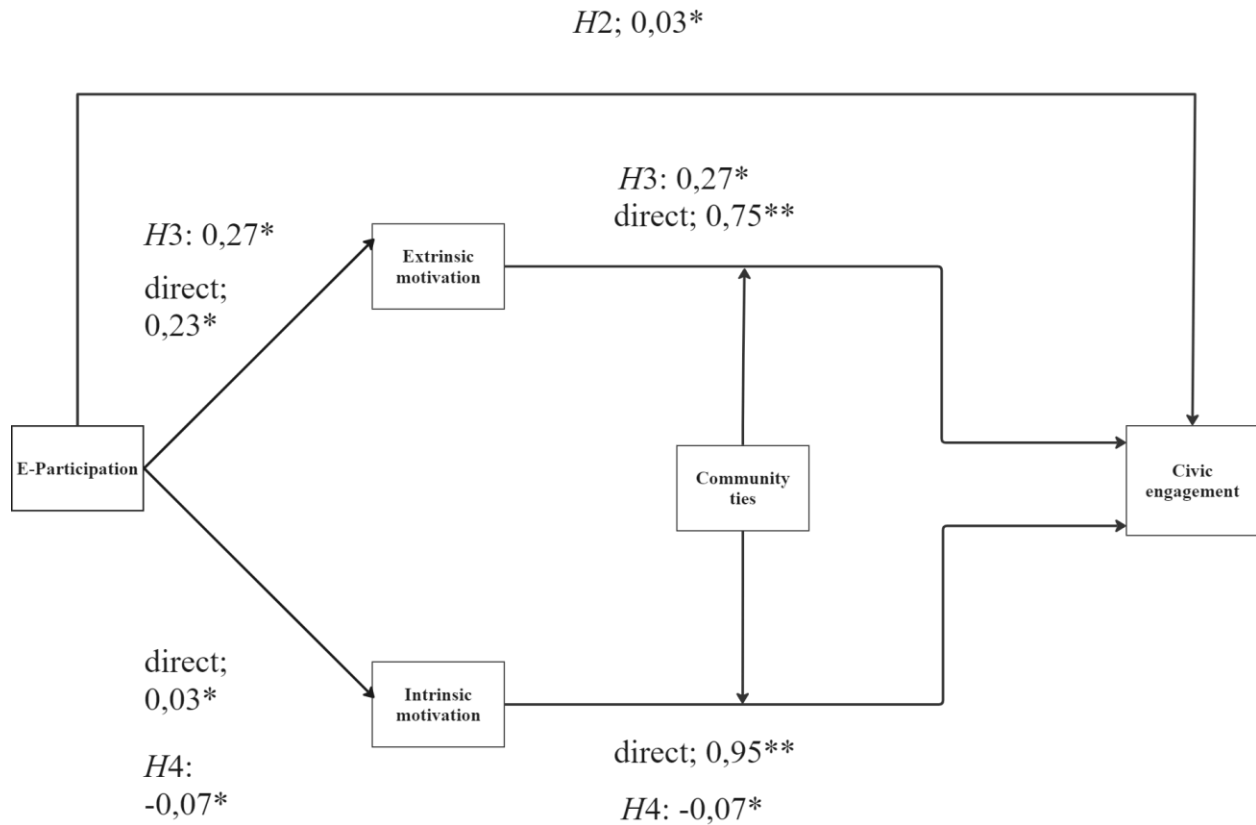 H2; 0,03*
H3: 0,27*
direct; 0,75**
H3: 0,27*
direct;
0,23*
Extrinsic
motivation
E-Participation
Community
ties
Civic
engagement
direct;
0,03*
H4:
-0,07*
Intrinsic
motivation
direct; 0,95**
H4: -0,07*